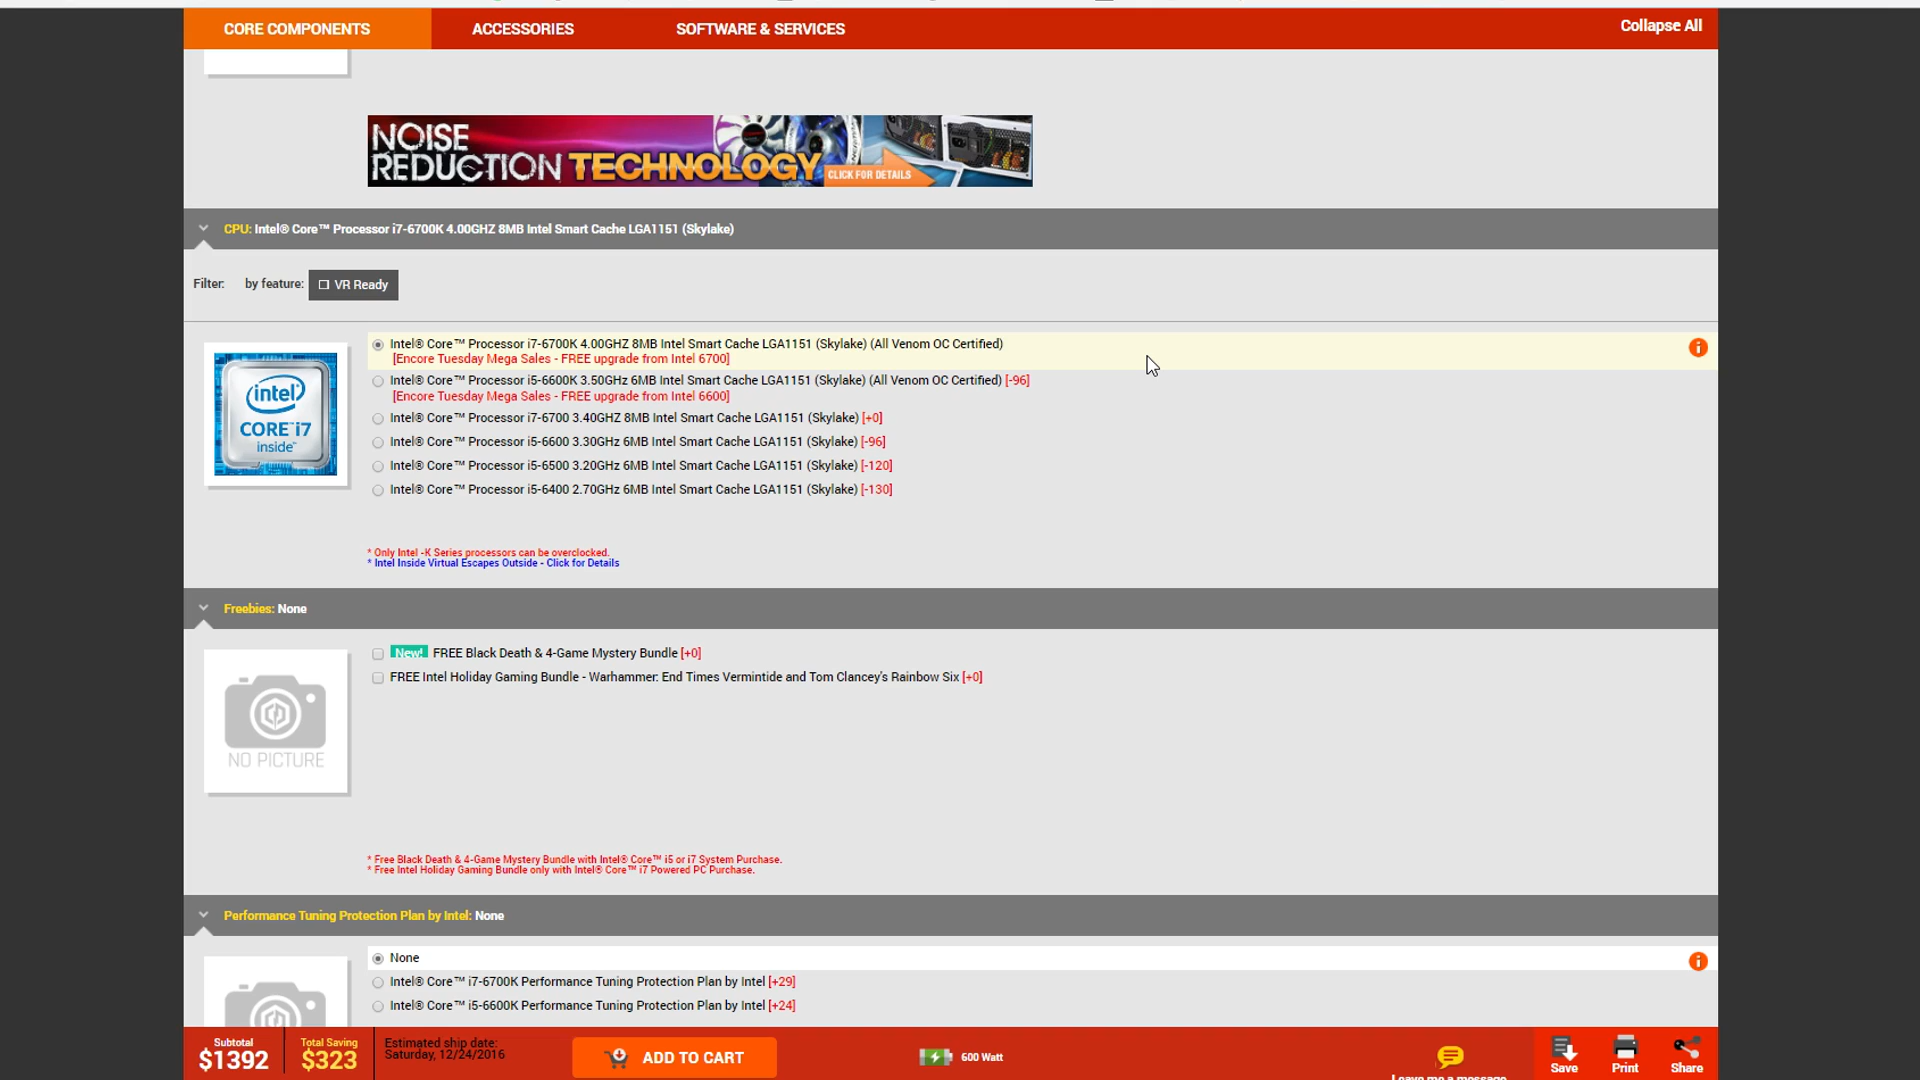 CORE COMPONENTS ACCESSORIES SOFTWARE & SERVICES Collapse All
NOISE
REDUCTION TECHNOLOGY CLICK FOR DETAILS
CPU: Intel® Core™ Processor i7-6700K 4.00GHZ 8MB Intel Smart Cache LGA1151 (Skylake)
Filter: by feature: VR Ready
intel
CORE i7
inside™
Intel® Core™ Processor i7-6700K 4.00GHZ 8MB Intel Smart Cache LGA1151 (Skylake) (All Venom OC Certified)
[Encore Tuesday Mega Sales - FREE upgrade from Intel 6700]
Intel® Core™ Processor i5-6600K 3.50GHz 6MB Intel Smart Cache LGA1151 (Skylake) (All Venom OC Certified) [-96]
[Encore Tuesday Mega Sales - FREE upgrade from Intel 6600]
Intel® Core™ Processor i7-6700 3.40GHZ 8MB Intel Smart Cache LGA1151 (Skylake) [+0]
Intel® Core™ Processor i5-6600 3.30GHz 6MB Intel Smart Cache LGA1151 (Skylake) [-96]
Intel® Core™ Processor i5-6500 3.20GHz 6MB Intel Smart Cache LGA1151 (Skylake) [-120]
Intel® Core™ Processor i5-6400 2.70GHz 6MB Intel Smart Cache LGA1151 (Skylake) [-130]
* Only Intel -K Series processors can be overclocked.
* Intel Inside Virtual Escapes Outside - Click for Details
Freebies: None
New! FREE Black Death & 4-Game Mystery Bundle [+0]
FREE Intel Holiday Gaming Bundle - Warhammer: End Times Vermintide and Tom Clancy's Rainbow Six [+0]
NO PICTURE
* Free Black Death & 4-Game Mystery Bundle with Intel® Core™ i5 or i7 System Purchase.
* Free Intel Holiday Gaming Bundle only with Intel® Core™ i7 Powered PC Purchase.
Performance Tuning Protection Plan by Intel: None
None
Intel® Core™ i7-6700K Performance Tuning Protection Plan by Intel [+29]
Intel® Core™ i5-6600K Performance Tuning Protection Plan by Intel [+24]
Subtotal
$1392
Total Saving
$323
Estimated ship date:
Saturday, 12/24/2016
ADD TO CART
600 Watt
Leave me a message
Save
Print
Share